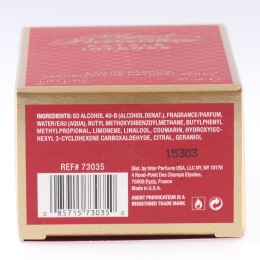 INGREDIENTS: SD ALCOHOL 40-B (ALCOHOL DENAT.), FRAGRANCE/PARFUM,
WATER/EAU (AQUA), BUTYL METHOXYDIBENZOYLMETHANE, BUTYLPHENYL
METHYLPROPIONAL, LIMONENE, LINALOOL, COUMARIN, HYDROXYISO-
HEXYL 3-CYCLOHEXENE CARBOXALDEHYDE, CITRAL, GERANIOL
15303
REF# 73035
Dist. by Inter Parfums USA, LLC NY, NY 10176
4 Rond-Point Des Champs Elysées,
75008 Paris, France
Made in U.S.A.
AGENT PROVOCATEUR IS A
REGISTERED TRADE MARK
0 85715 73035 0